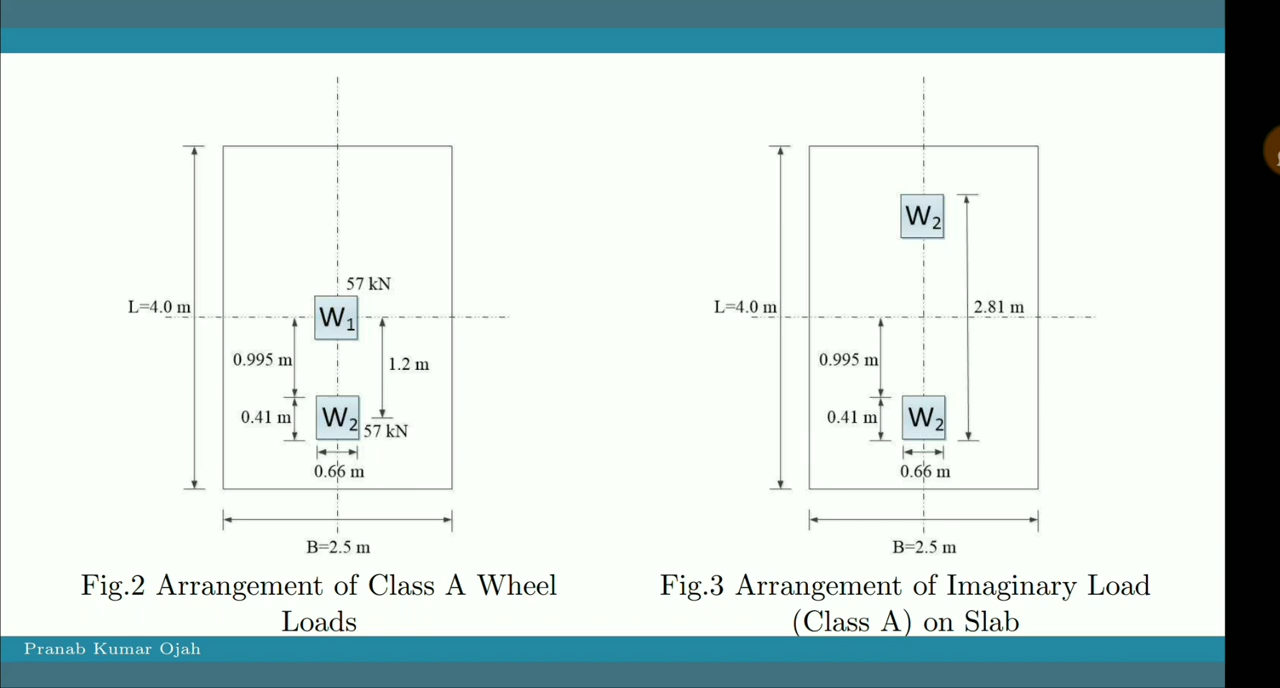 57 kN
L=4.0 m
W1
0.995 m
1.2 m
0.41 m
W2
57 kN
0.66 m
B=2.5 m
Fig.2 Arrangement of Class A Wheel
Loads
W2
L=4.0 m
2.81 m
0.995 m
0.41 m
W2
0.66 m
B=2.5 m
Fig.3 Arrangement of Imaginary Load
(Class A) on Slab
Pranab Kumar Ojah